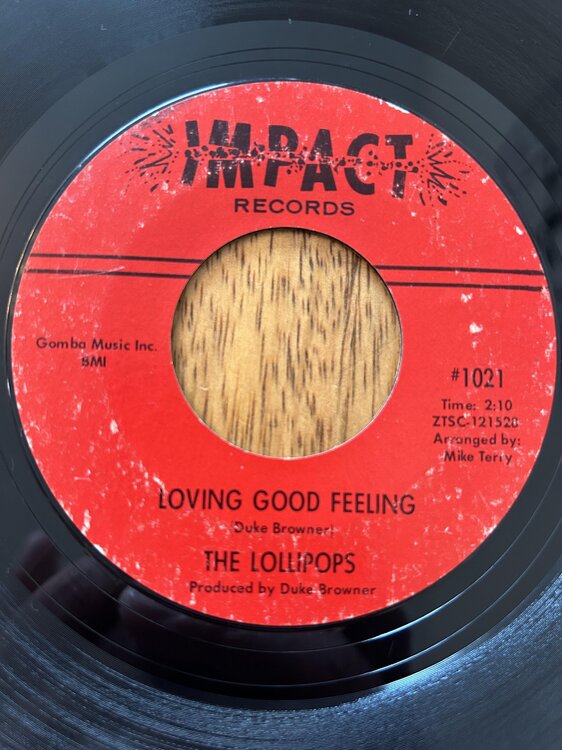 IMPACT
RECORDS
Gomba Music Inc.
BMI
#1021
Time: 2:10
ZTSC-121520
Arranged by:
Mike Terry
LOVING GOOD FEELING
(Duke Browner)
THE LOLLIPOPS
Produced by Duke Browner